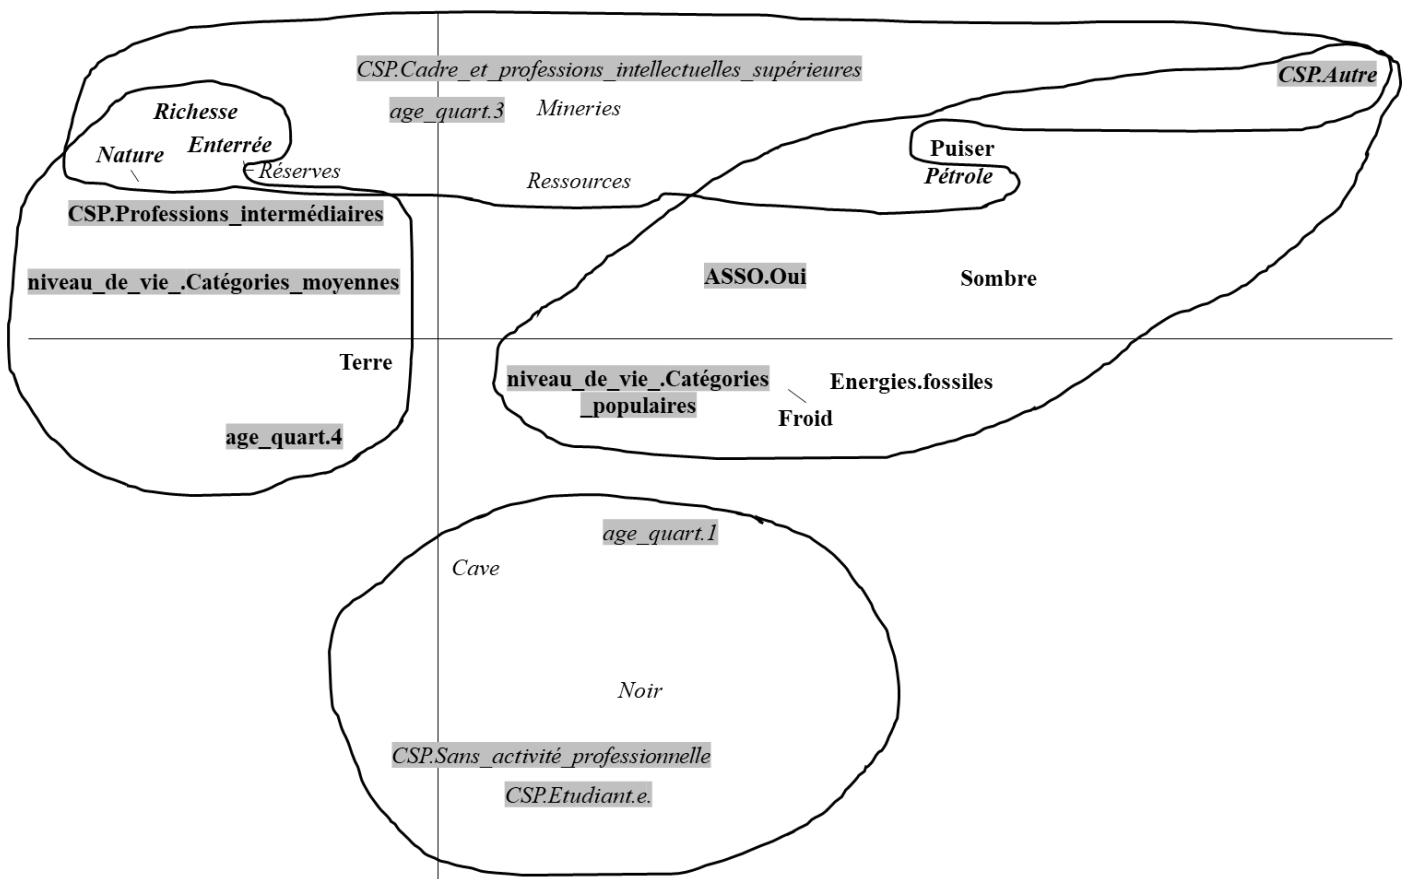 CSP.Cadre_et_professions_intellectuelles_supérieures
CSP.Autre
age_quart.3
Mineries
Richesse
Enterrée
Nature
Réserves
Ressources
Puiser
Pétrole
CSP.Professions_intermédiaires
niveau_de_vie_.Catégories_moyennes
ASSO.Oui
Sombre
Terre
niveau_de_vie_.Catégories
_populaires
Energies.fossiles
Froid
age_quart.4
age_quart.1
Cave
Noir
CSP.Sans_activité_professionnelle
CSP.Etudiant.e.